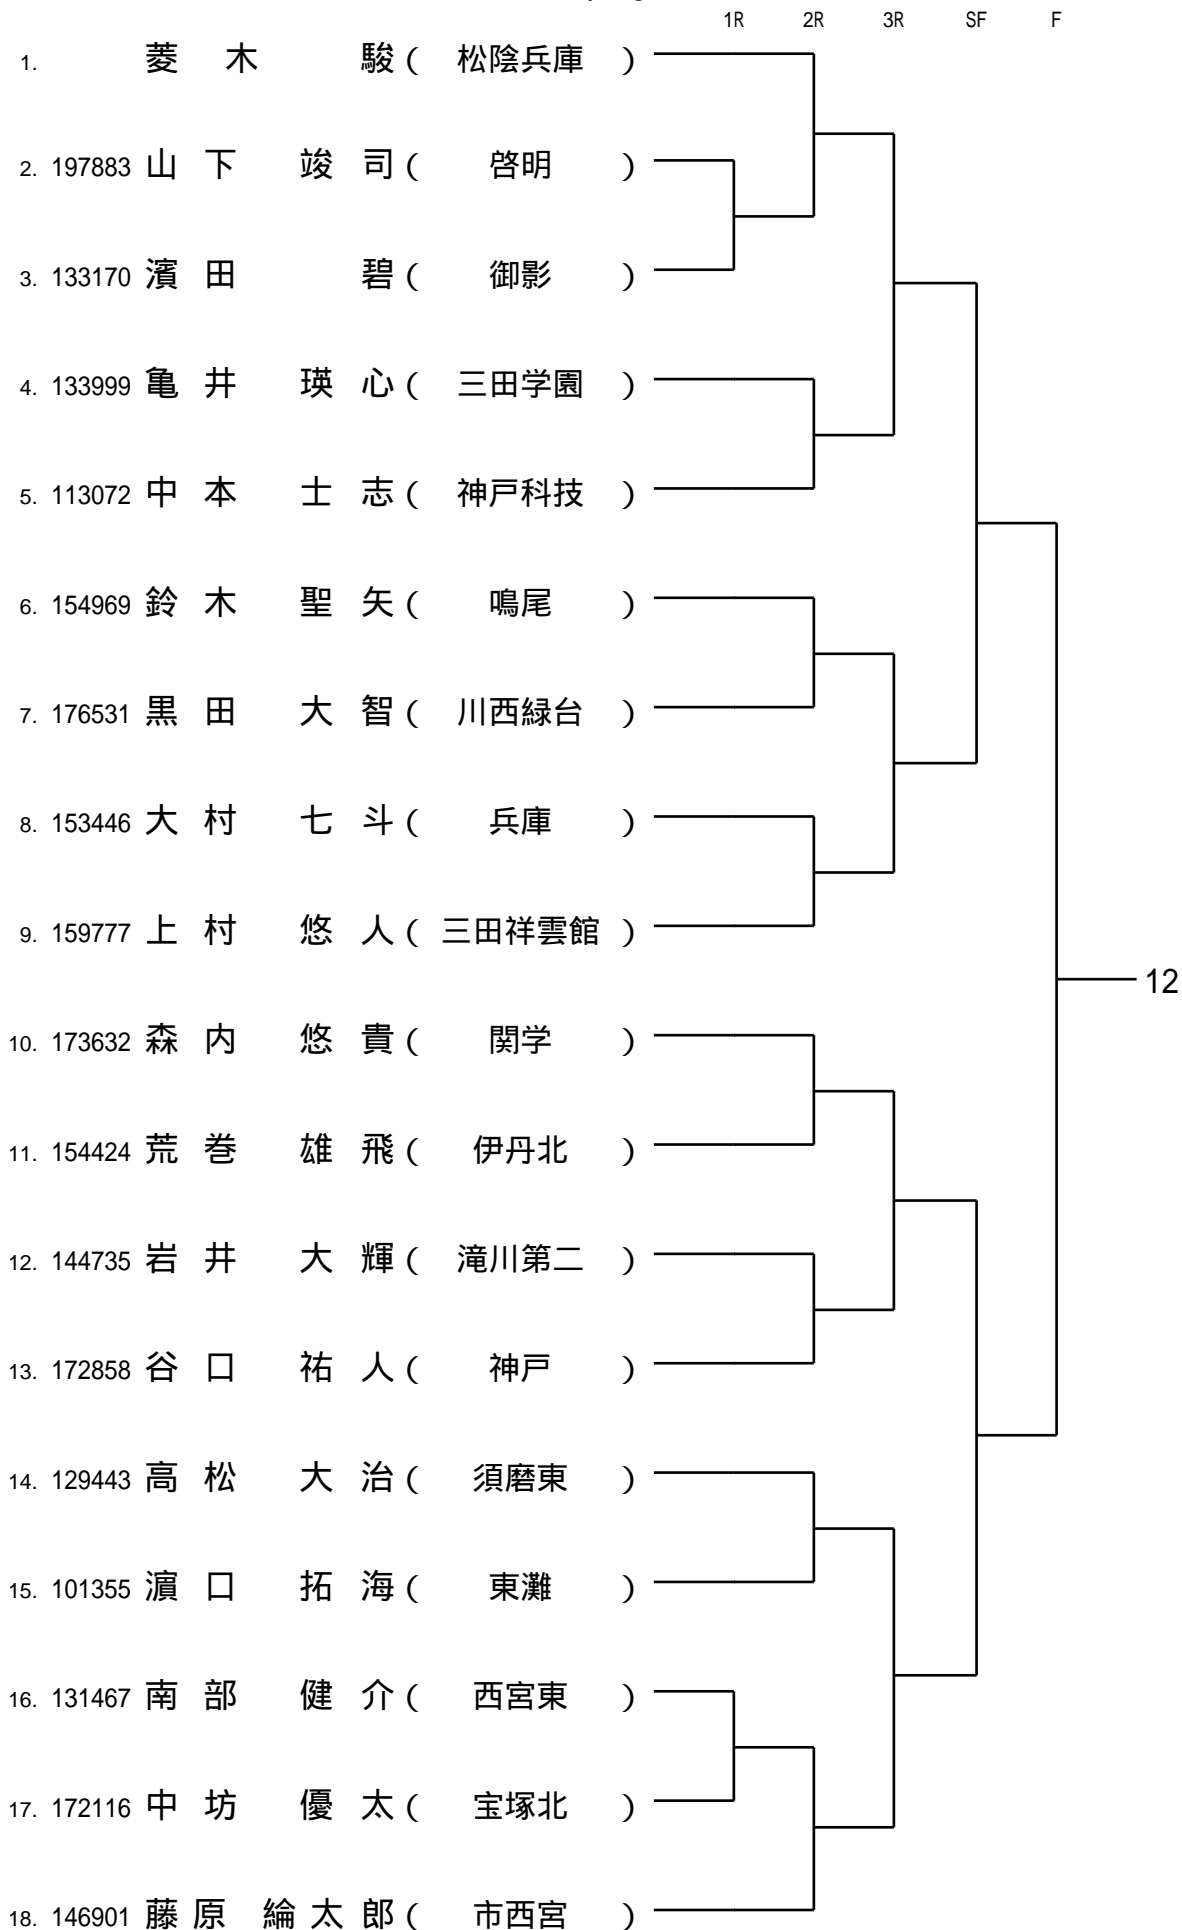 1R 2R 3R SF F
1. 菱木 駿 ( 松陰兵庫 )
2. 197883 山下 竣司 ( 啓明 )
3. 133170 濱田 碧 ( 御影 )
4. 133999 亀井 瑛心 ( 三田学園 )
5. 113072 中本 士志 ( 神戸科技 )
6. 154969 鈴木 聖矢 ( 鳴尾 )
7. 176531 黒田 大智 ( 川西緑台 )
8. 153446 大村 七斗 ( 兵庫 )
9. 159777 上村 悠人 ( 三田祥雲館 )
12
10. 173632 森内 悠貴 ( 関学 )
11. 154424 荒巻 雄飛 ( 伊丹北 )
12. 144735 岩井 大輝 ( 滝川第二 )
13. 172858 谷口 祐人 ( 神戸 )
14. 129443 高松 大治 ( 須磨東 )
15. 101355 濵口 拓海 ( 東灘 )
16. 131467 南部 健介 ( 西宮東 )
17. 172116 中坊 優太 ( 宝塚北 )
18. 146901 藤原 綸太郎 ( 市西宮 )